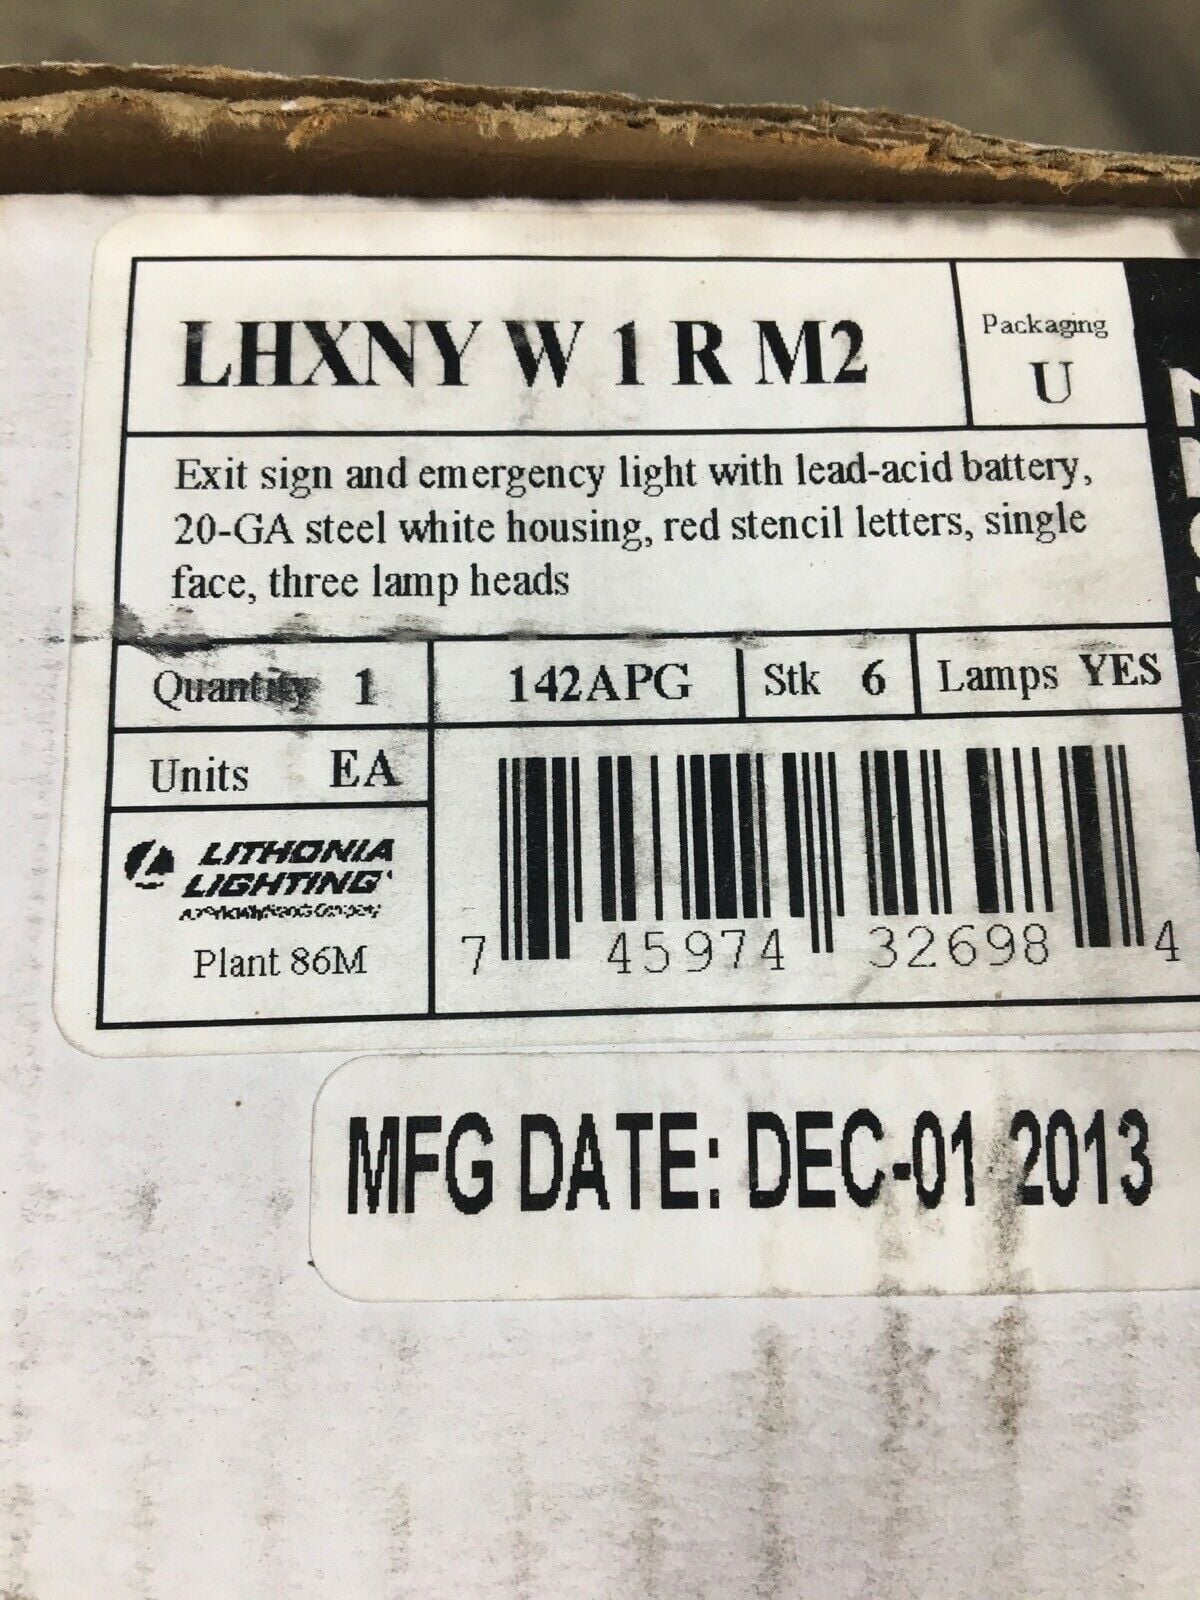 LHXNY W 1 R M2
Packaging
U
Exit sign and emergency light with lead-acid battery,
20-GA steel white housing, red stencil letters, single
face, three lamp heads
Quantity 1
142APG
Stk 6
Lamps YES
Units EA
LITHONIA
LIGHTING
Plant 86M
7 45974 32698 4
MFG DATE: DEC-01 2013